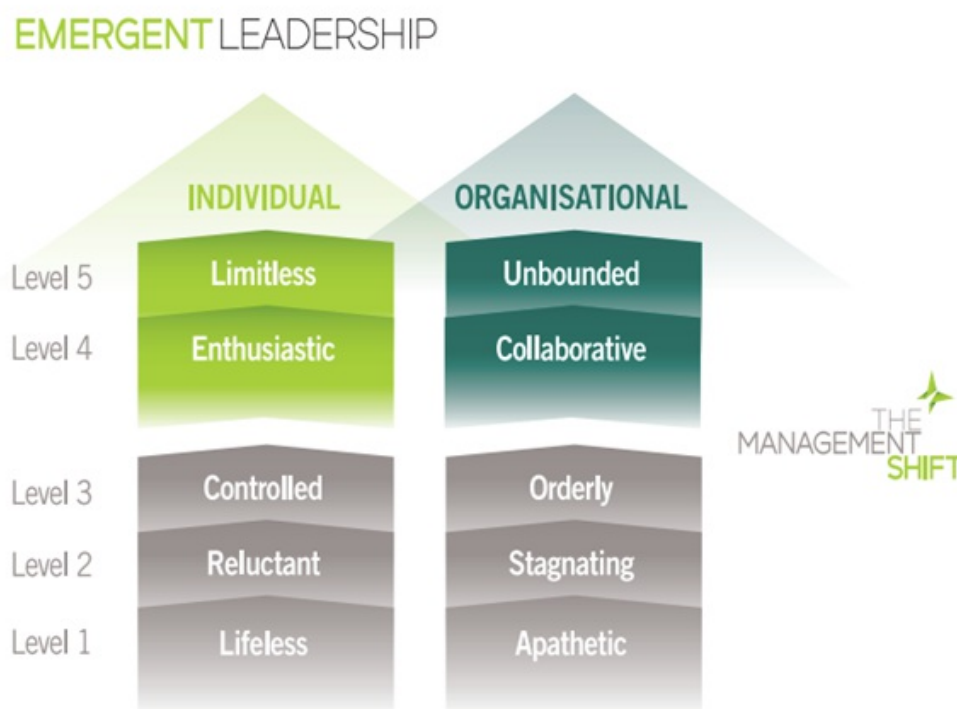 EMERGENT LEADERSHIP
INDIVIDUAL ORGANISATIONAL
Level 5 Limitless Unbounded
Level 4 Enthusiastic Collaborative
THE
MANAGEMENT
SHIFT
Level 3 Controlled Orderly
Level 2 Reluctant Stagnating
Level 1 Lifeless Apathetic